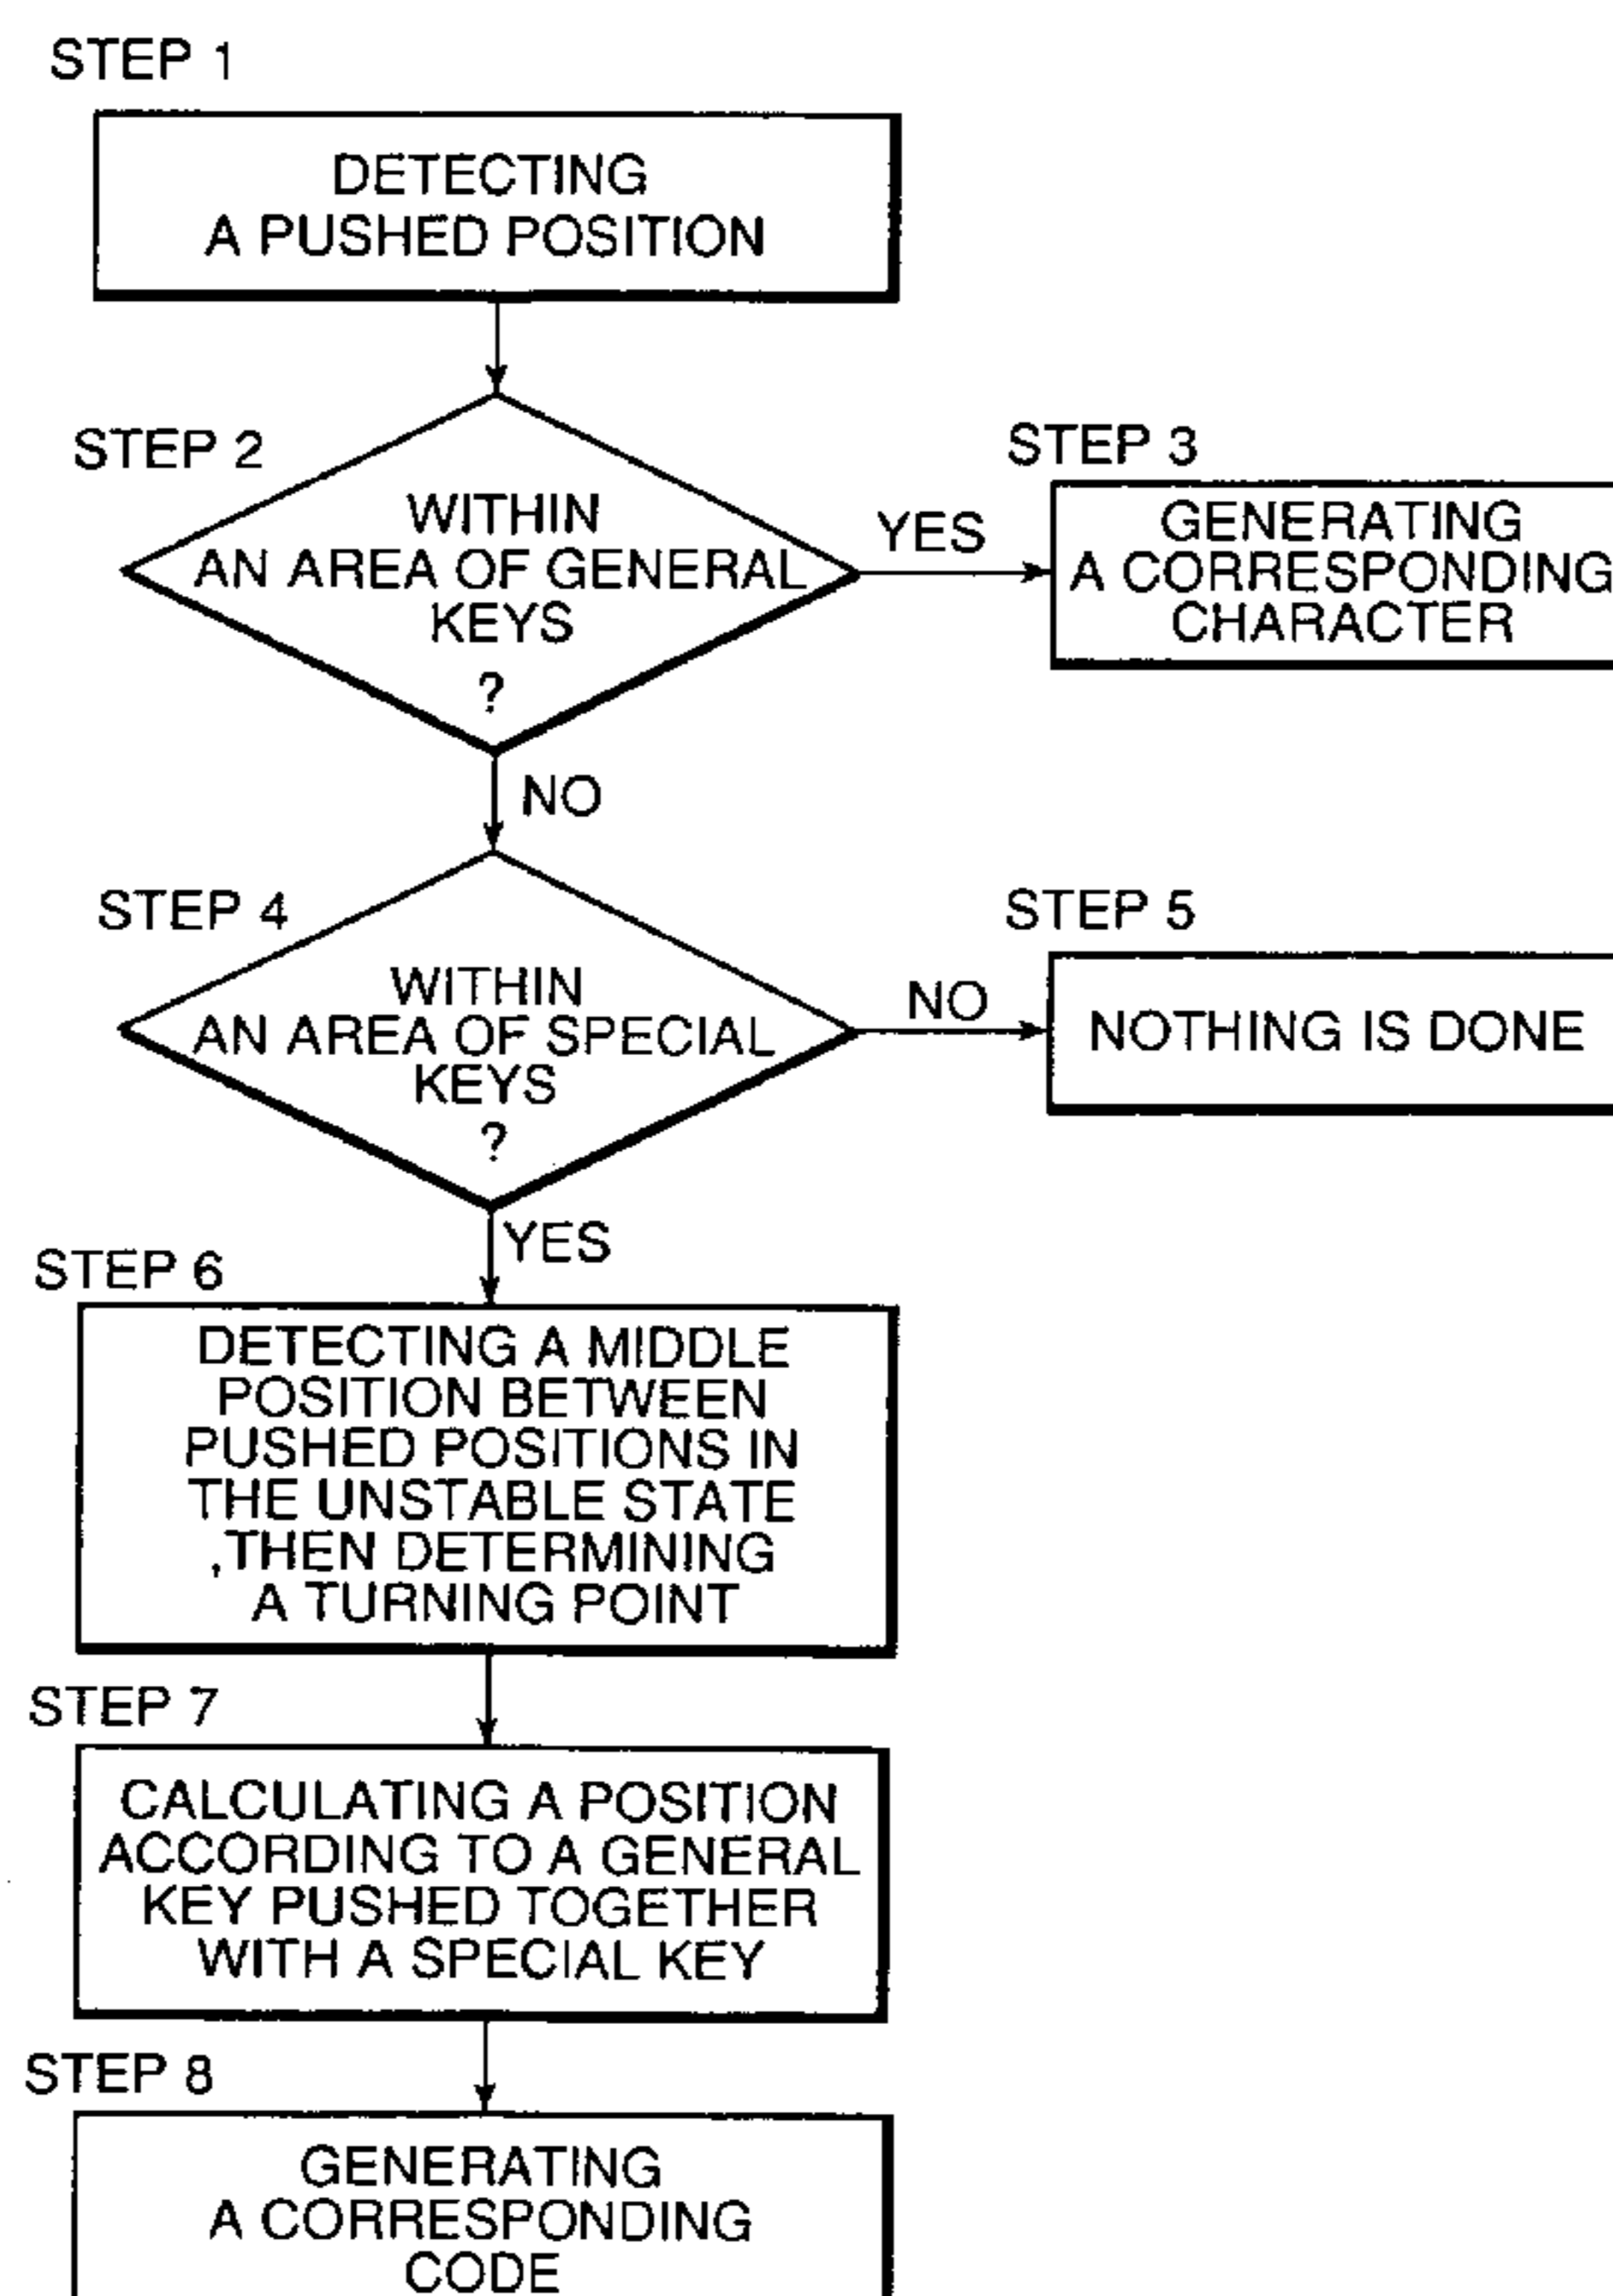 STEP 1
DETECTING
A PUSHED POSITION
STEP 2
WITHIN
AN AREA OF GENERAL
KEYS
?
YES
STEP 3
GENERATING
A CORRESPONDING
CHARACTER
NO
STEP 4
WITHIN
AN AREA OF SPECIAL
KEYS
?
NO
STEP 5
NOTHING IS DONE
YES
STEP 6
DETECTING A MIDDLE
POSITION BETWEEN
PUSHED POSITIONS IN
THE UNSTABLE STATE
,THEN DETERMINING
A TURNING POINT
STEP 7
CALCULATING A POSITION
ACCORDING TO A GENERAL
KEY PUSHED TOGETHER
WITH A SPECIAL KEY
STEP 8
GENERATING
A CORRESPONDING
CODE